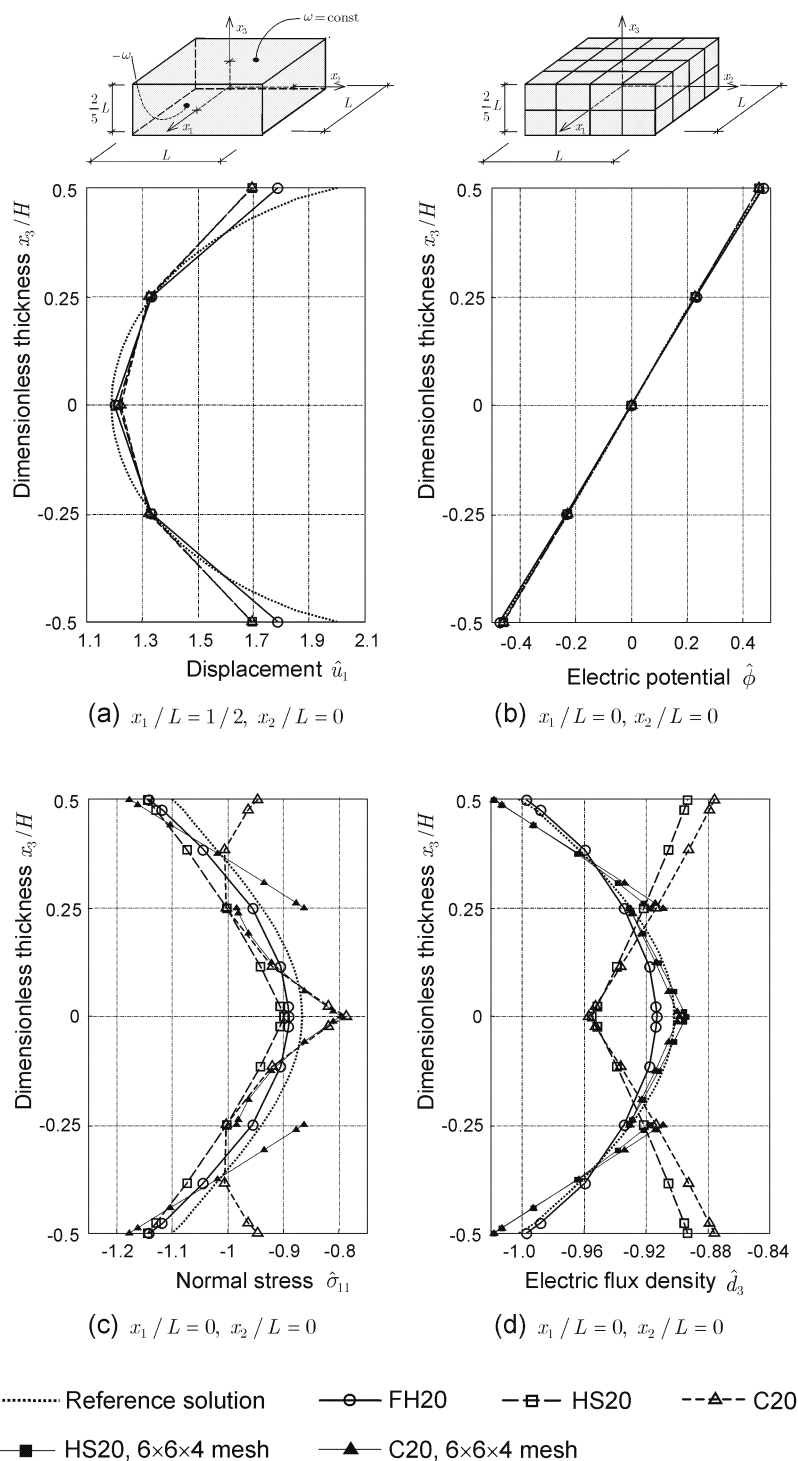 x₃
ω=const
x₃
-ω
x₂
x₂
2/5 L
L
2/5 L
L
x₁
x₁
L
L
Dimensionless thickness x₃/H
0.5
0.25
0
-0.25
-0.5
1.1 1.3 1.5 1.7 1.9 2.1
Displacement û₁
(a) x₁/L=1/2, x₂/L=0
Dimensionless thickness x₃/H
0.5
0.25
0
-0.25
-0.5
-0.4 -0.2 0 0.2 0.4
Electric potential ϕ̂
(b) x₁/L=0, x₂/L=0
Dimensionless thickness x₃/H
0.5
0.25
0
-0.25
-0.5
-1.2 -1.1 -1 -0.9 -0.8
Normal stress σ̂₁₁
(c) x₁/L=0, x₂/L=0
Dimensionless thickness x₃/H
0.5
0.25
0
-0.25
-0.5
-1.0 -0.96 -0.92 -0.88 -0.84
Electric flux density d̂₃
(d) x₁/L=0, x₂/L=0
Reference solution FH20 HS20 C20
HS20, 6×6×4 mesh C20, 6×6×4 mesh